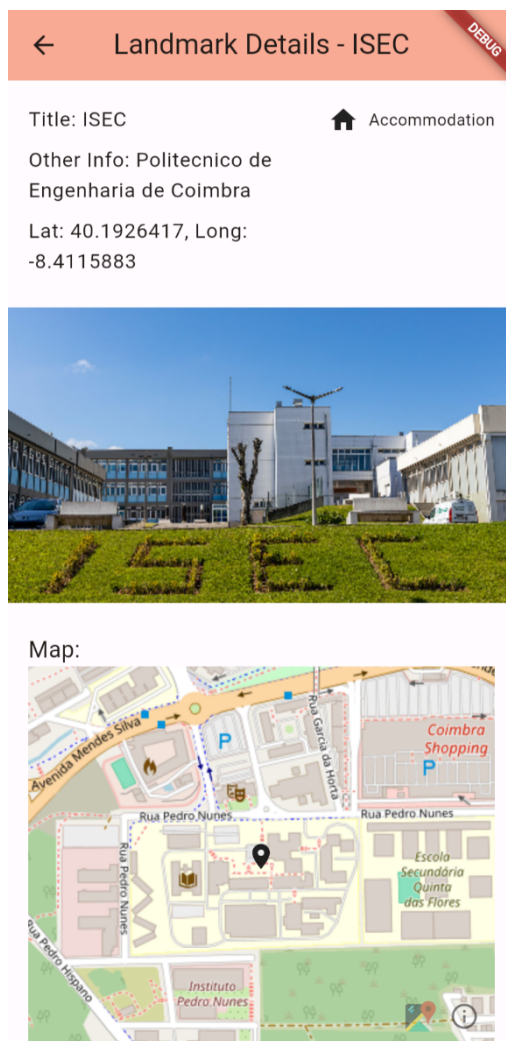 Landmark Details - ISEC
DEBUG
Title: ISEC
Accommodation
Other Info: Politecnico de
Engenharia de Coimbra
Lat: 40.1926417, Long:
-8.4115883
ISEC
Map:
Avenida Mendes Silva
P
Rua Garcia da Horta
Coimbra
Shopping
P
Rua Pedro Nunes
Rua Pedro Nunes
Rua Pedro Nunes
Escola
Secundária
Quinta
das Flores
Rua Pedro Hispano
Instituto
Pedro Nunes